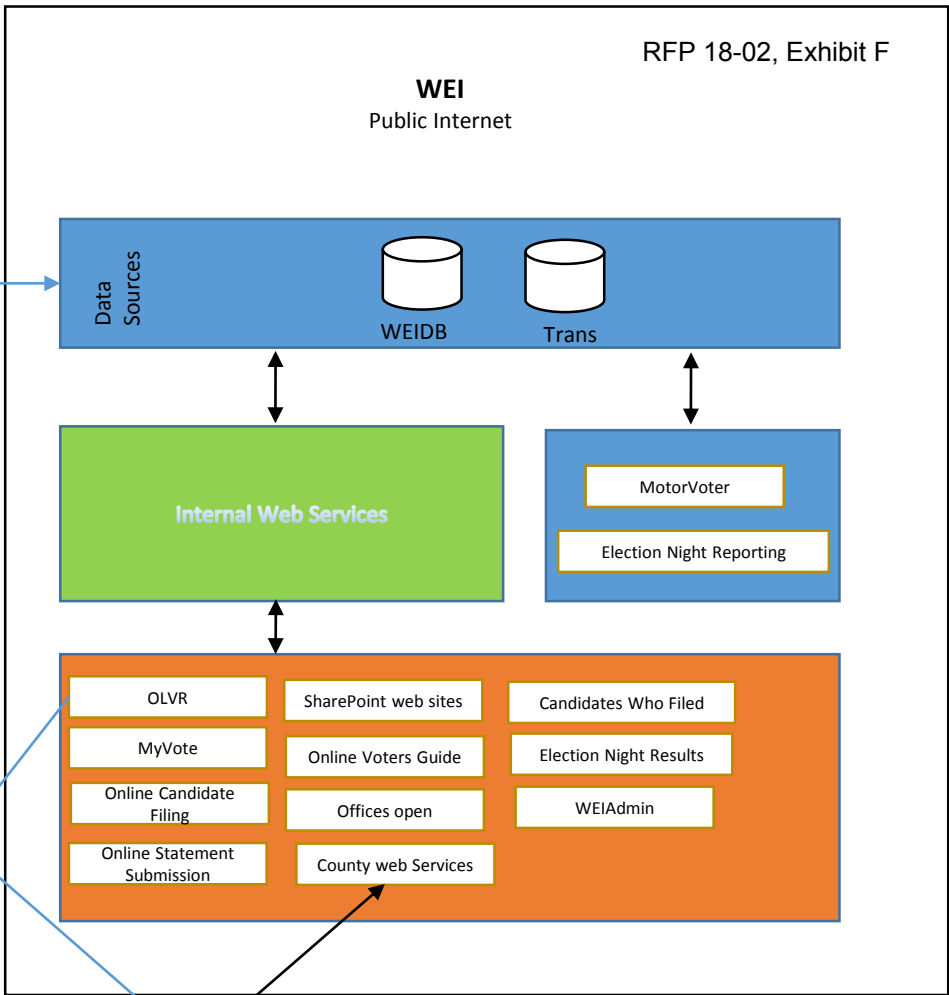 RFP 18-02, Exhibit F
WEI
Public Internet
Data
Sources
WEIDB
Trans
Internal Web Services
MotorVoter
Election Night Reporting
OLVR
SharePoint web sites
Candidates Who Filed
MyVote
Online Voters Guide
Election Night Results
Online Candidate
Filing
Offices open
WEIAdmin
Online Statement
Submission
County web Services